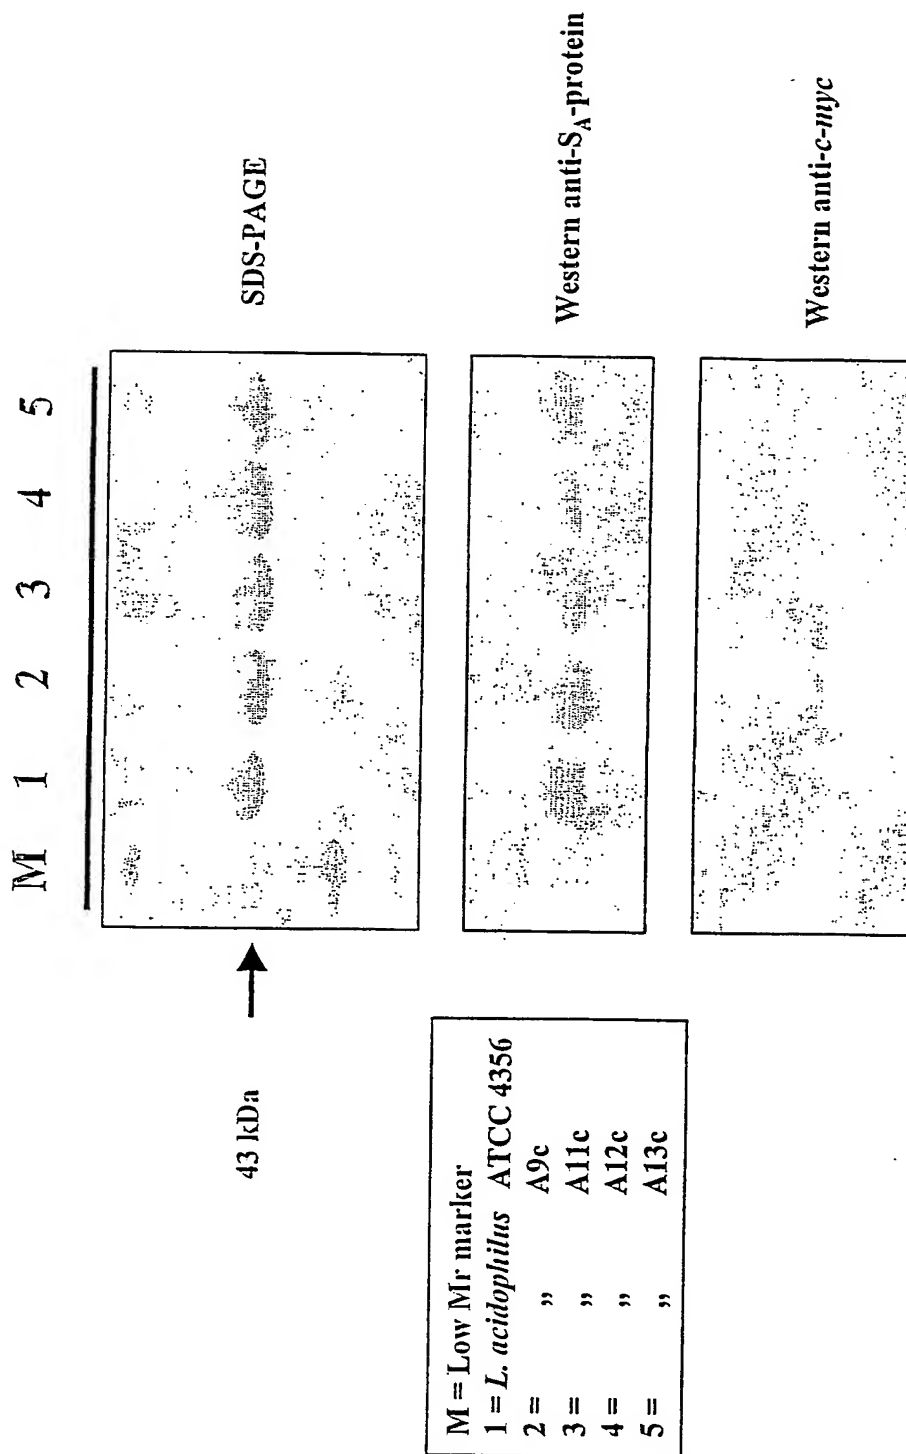 M 1 2 3 4 5
43 kDa
SDS-PAGE
Western anti-SA-protein
Western anti-c-myc
M = Low Mr marker
1 = L. acidophilus ATCC 4356
2 = „ A9c
3 = „ A11c
4 = „ A12c
5 = „ A13c